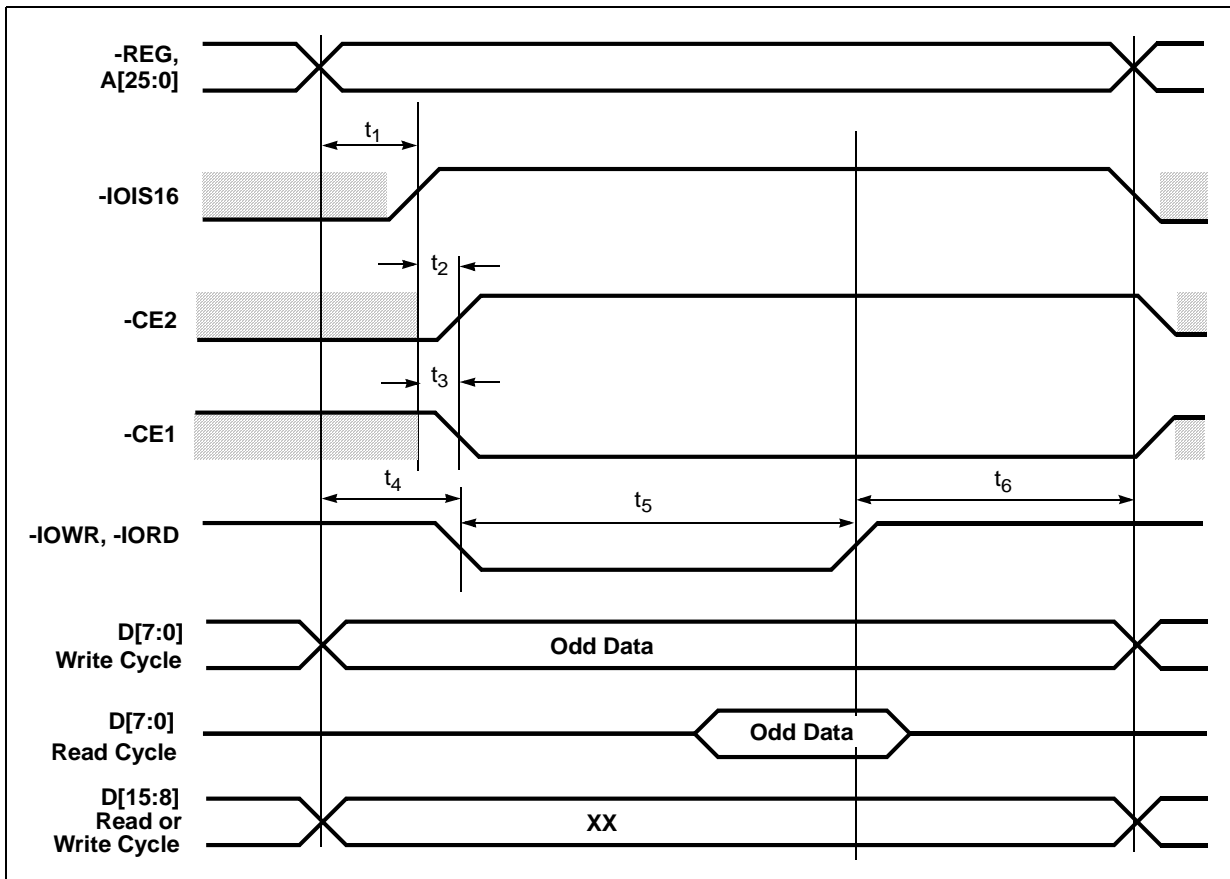 -REG,
A[25:0]
t1
-IOIS16
t2
-CE2
t3
-CE1
t4
t5
t6
-IOWR, -IORD
D[7:0]
Write Cycle
Odd Data
D[7:0]
Read Cycle
Odd Data
D[15:8]
Read or
Write Cycle
XX